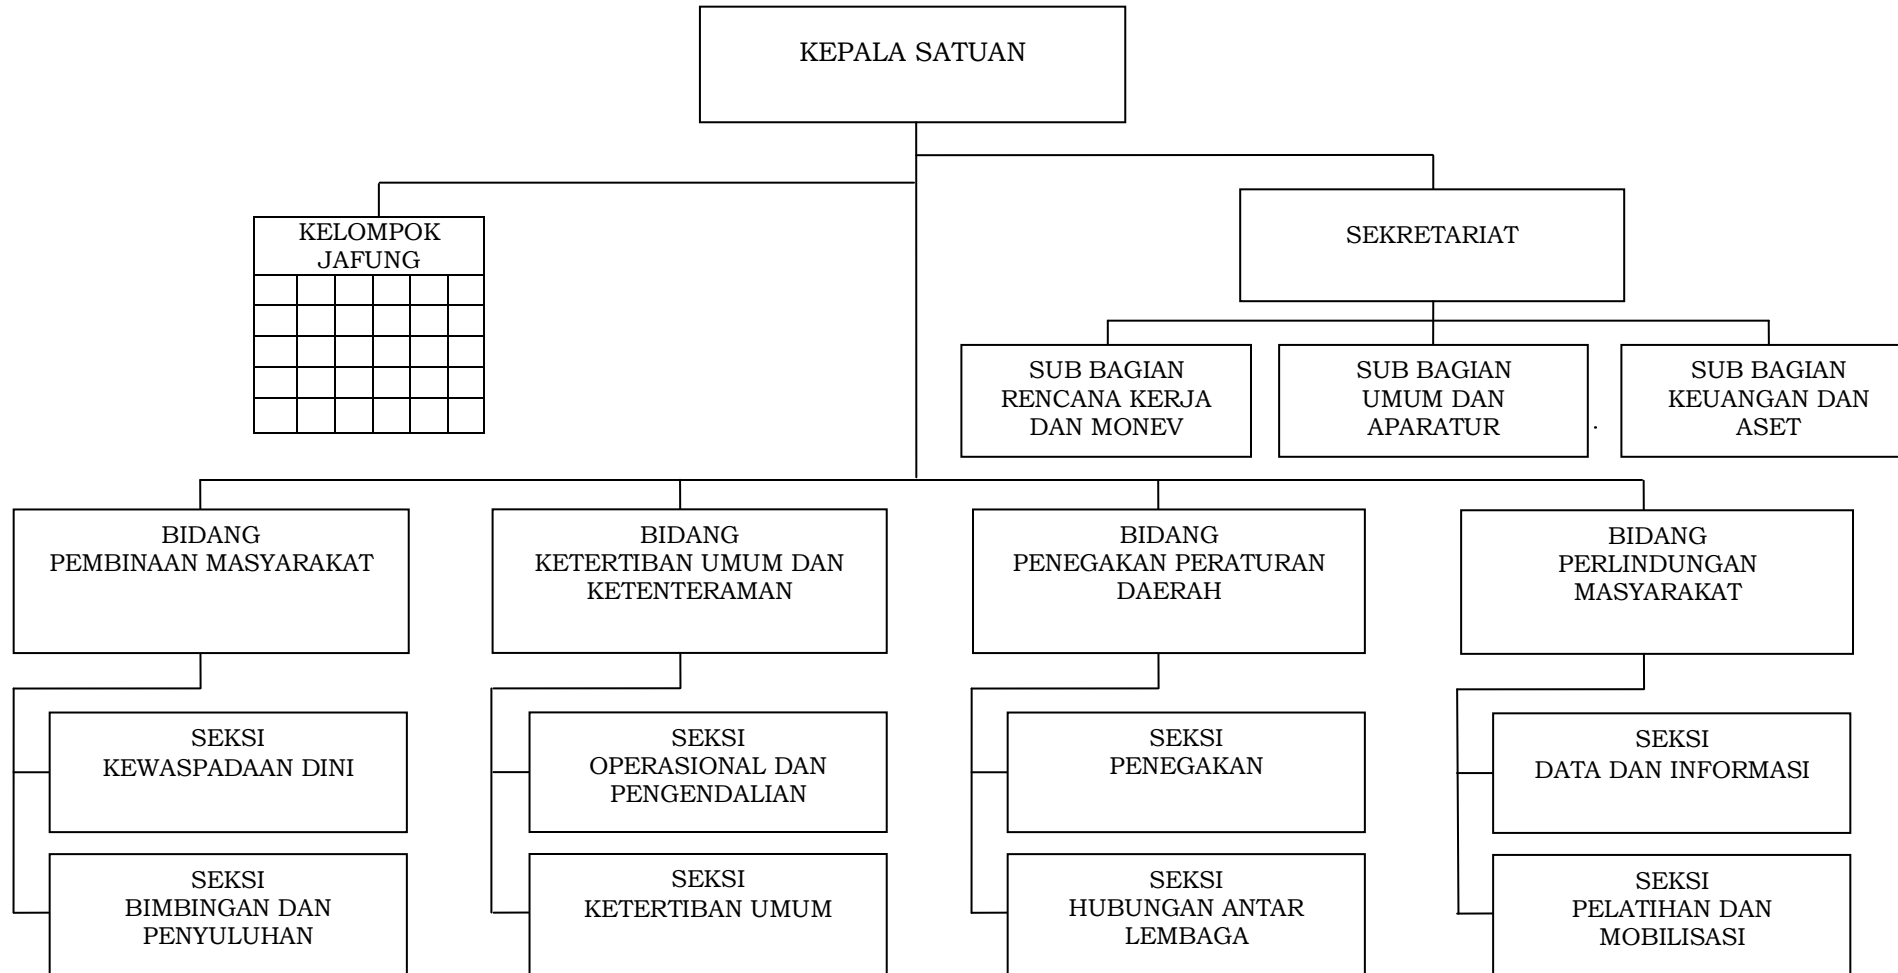 KEPALA SATUAN
KELOMPOK
JAFUNG
SEKRETARIAT
SUB BAGIAN
RENCANA KERJA
DAN MONEV
SUB BAGIAN
UMUM DAN
APARATUR
.
SUB BAGIAN
KEUANGAN DAN
ASET
BIDANG
PEMBINAAN MASYARAKAT
BIDANG
KETERTIBAN UMUM DAN
KETENTERAMAN
BIDANG
PENEGAKAN PERATURAN
DAERAH
BIDANG
PERLINDUNGAN
MASYARAKAT
SEKSI
KEWASPADAAN DINI
SEKSI
OPERASIONAL DAN
PENGENDALIAN
SEKSI
PENEGAKAN
SEKSI
DATA DAN INFORMASI
SEKSI
BIMBINGAN DAN
PENYULUHAN
SEKSI
KETERTIBAN UMUM
SEKSI
HUBUNGAN ANTAR
LEMBAGA
SEKSI
PELATIHAN DAN
MOBILISASI